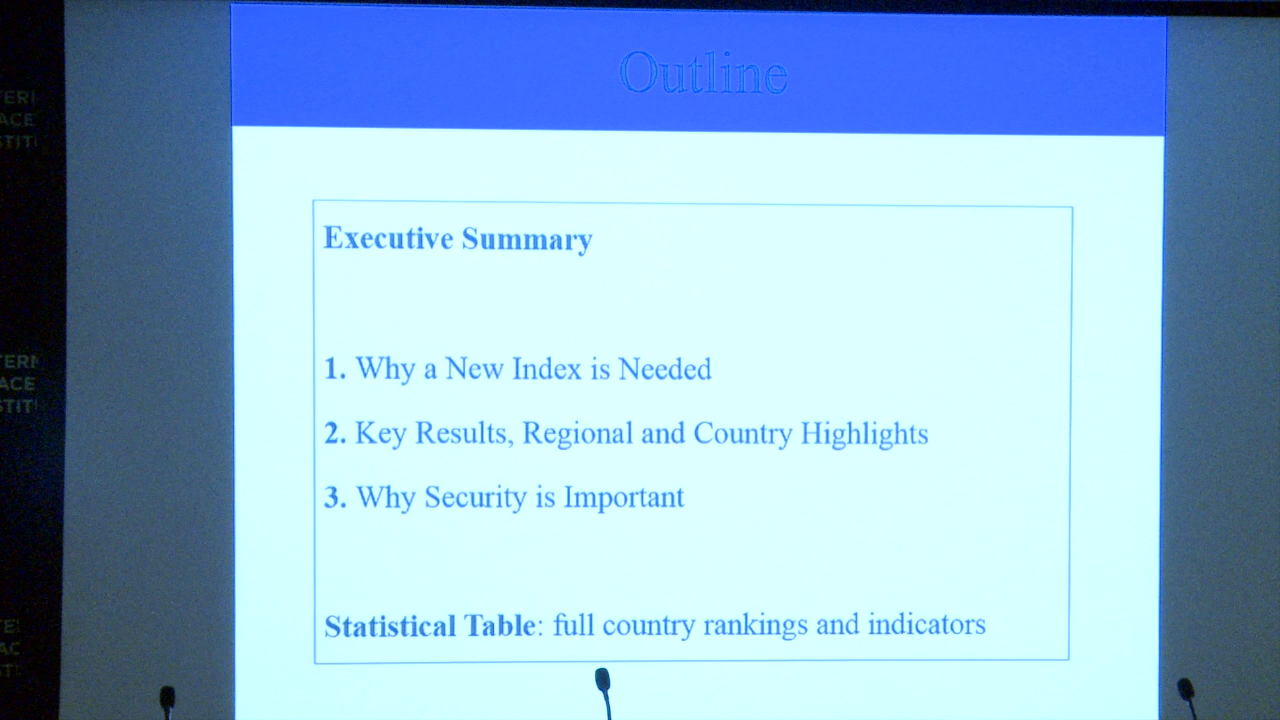 Outline
Executive Summary
1. Why a New Index is Needed
2. Key Results, Regional and Country Highlights
3. Why Security is Important
Statistical Table: full country rankings and indicators